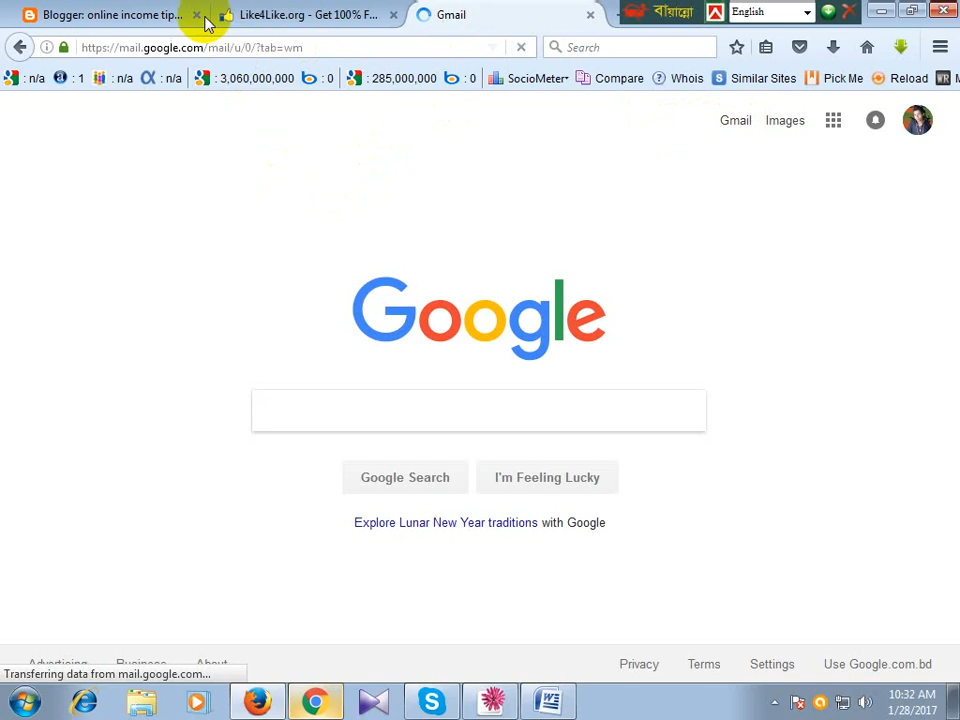 Blogger: online income tip...
Like4Like.org - Get 100% F...
Gmail
বায়ান্নো
English
https://mail.google.com/mail/u/0/?tab=wm
Search
: n/a : 1 : n/a : n/a : 3,060,000,000 : 0 : 285,000,000 : 0 SocioMeter Compare Whois Similar Sites Pick Me Reload WR
Gmail Images
Google
Google Search
I'm Feeling Lucky
Explore Lunar New Year traditions with Google
Advertising Business About
Privacy Terms Settings Use Google.com.bd
Transferring data from mail.google.com...
10:32 AM
1/28/2017